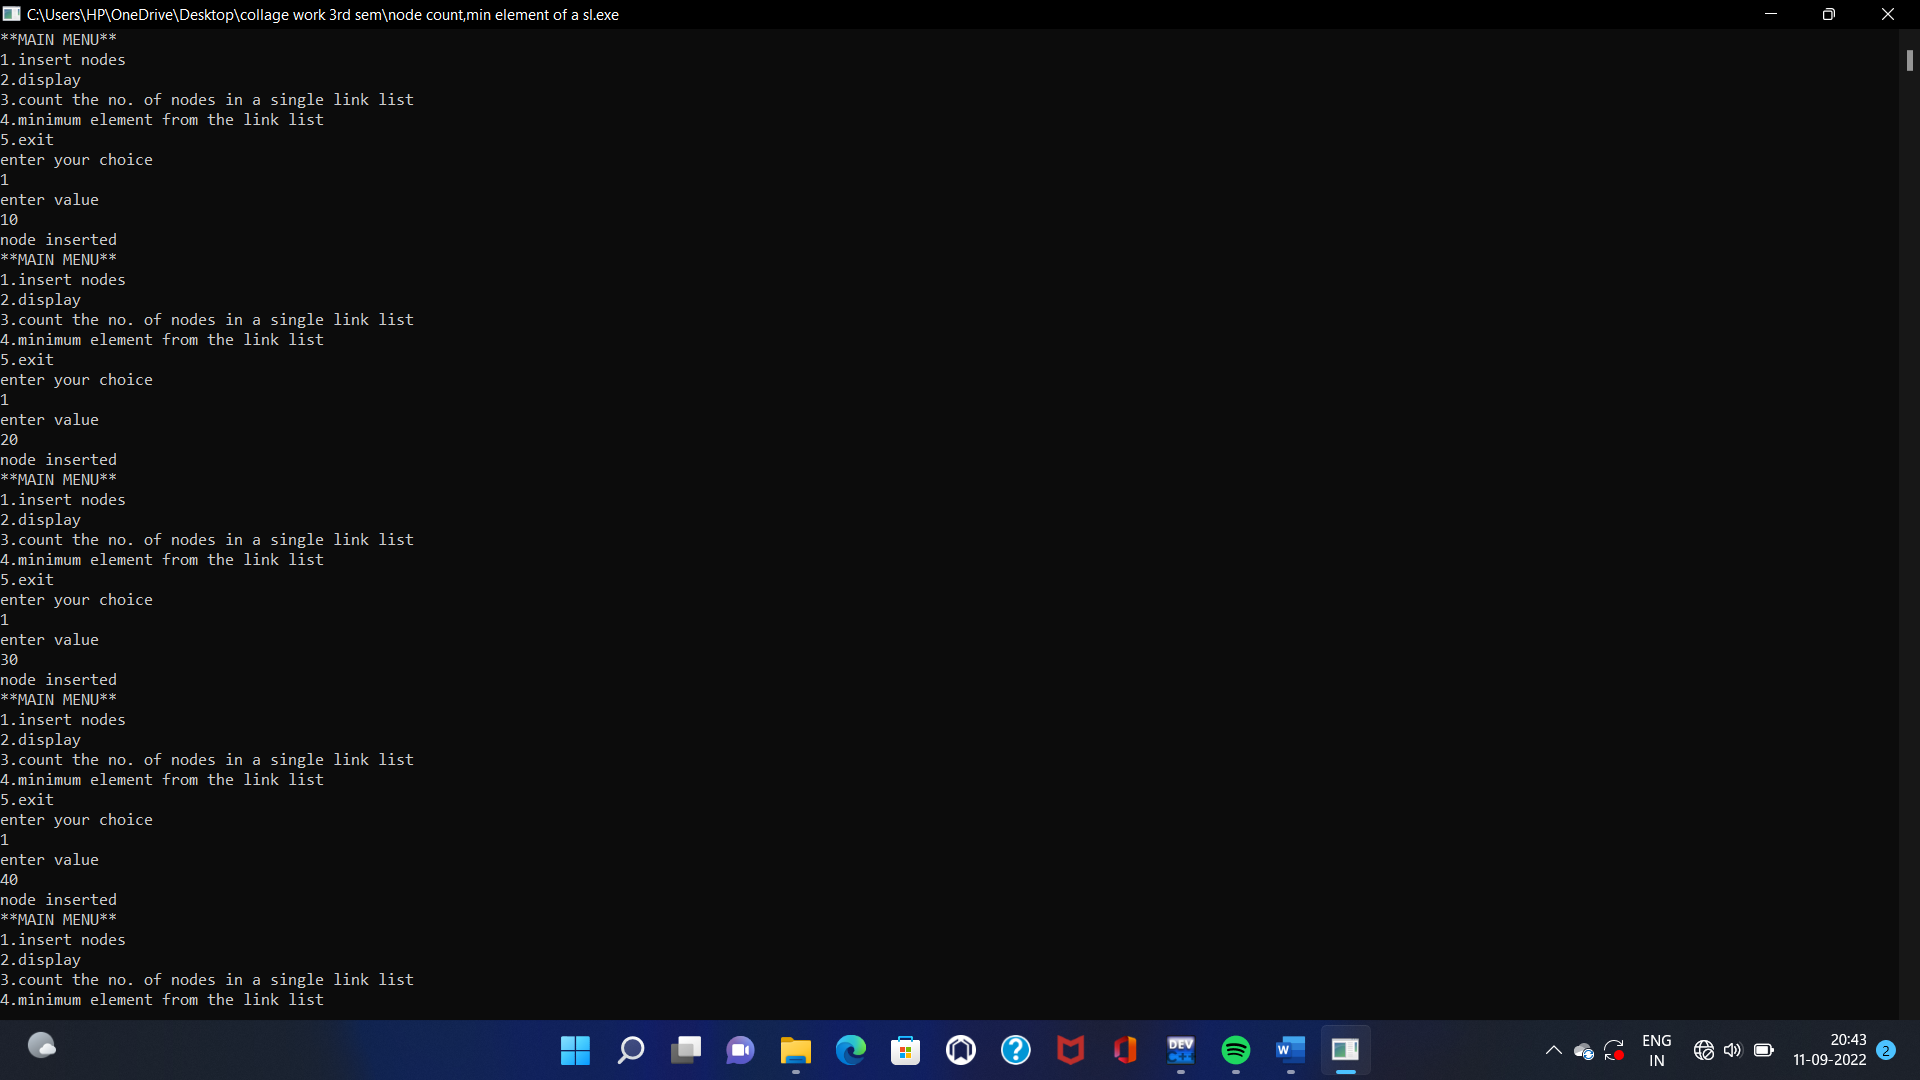 C:\Users\HP\OneDrive\Desktop\collage work 3rd sem\node count,min element of a sl.exe
**MAIN MENU**
1.insert nodes
2.display
3.count the no. of nodes in a single link list
4.minimum element from the link list
5.exit
enter your choice
1
enter value
10
node inserted
**MAIN MENU**
1.insert nodes
2.display
3.count the no. of nodes in a single link list
4.minimum element from the link list
5.exit
enter your choice
1
enter value
20
node inserted
**MAIN MENU**
1.insert nodes
2.display
3.count the no. of nodes in a single link list
4.minimum element from the link list
5.exit
enter your choice
1
enter value
30
node inserted
**MAIN MENU**
1.insert nodes
2.display
3.count the no. of nodes in a single link list
4.minimum element from the link list
5.exit
enter your choice
1
enter value
40
node inserted
**MAIN MENU**
1.insert nodes
2.display
3.count the no. of nodes in a single link list
4.minimum element from the link list
DEV
C++
W
ENG
IN
20:43
11-09-2022
2